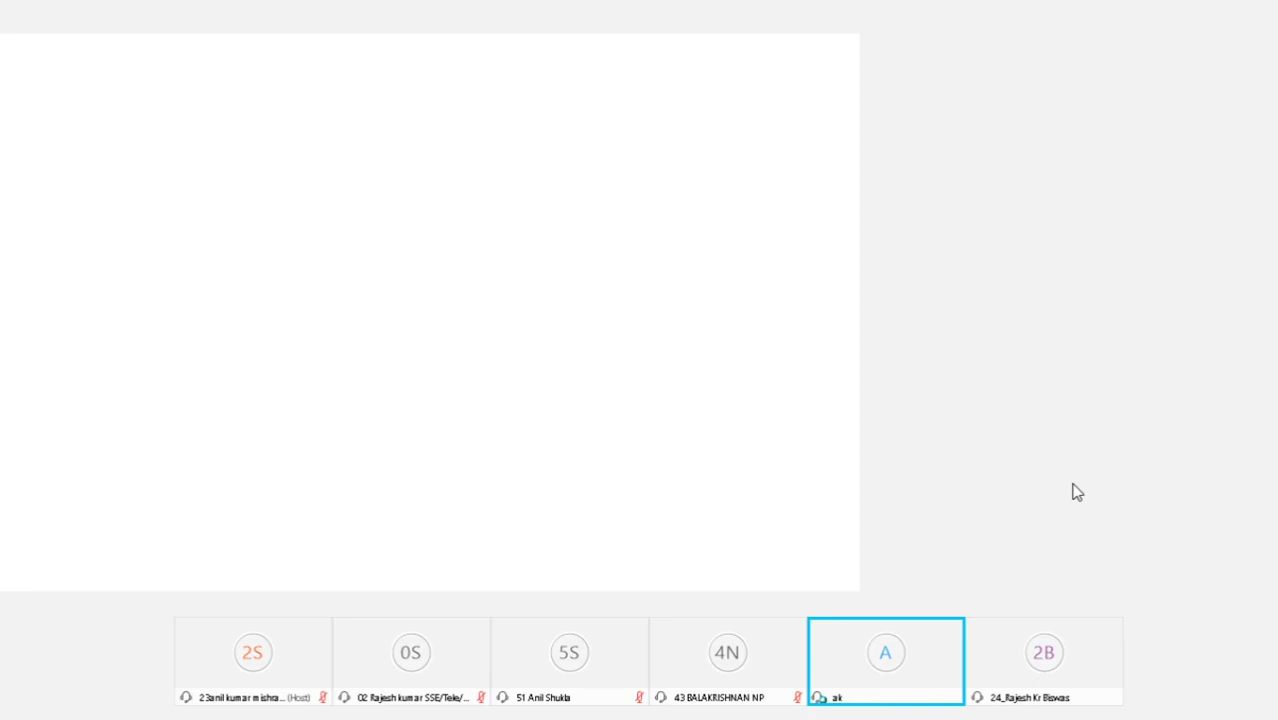 2S
0S
5S
4N
A
2B
23anil kumar mishra... (Host)
02 Rajesh kumar SSE/Tele/...
51 Anil Shukla
43 BALAKRISHNAN NP
ak
24_Rajesh Kr Biswas